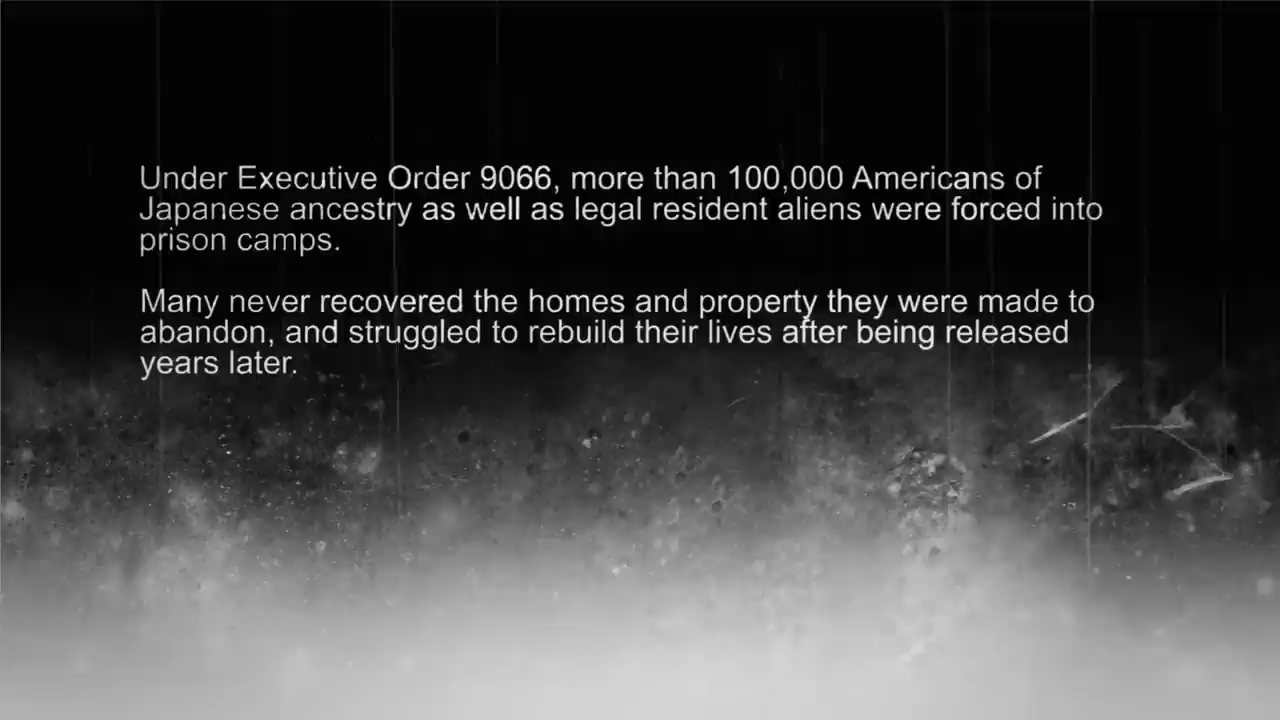 Under Executive Order 9066, more than 100,000 Americans of
Japanese ancestry as well as legal resident aliens were forced into
prison camps.
Many never recovered the homes and property they were made to
abandon, and struggled to rebuild their lives after being released
years later.